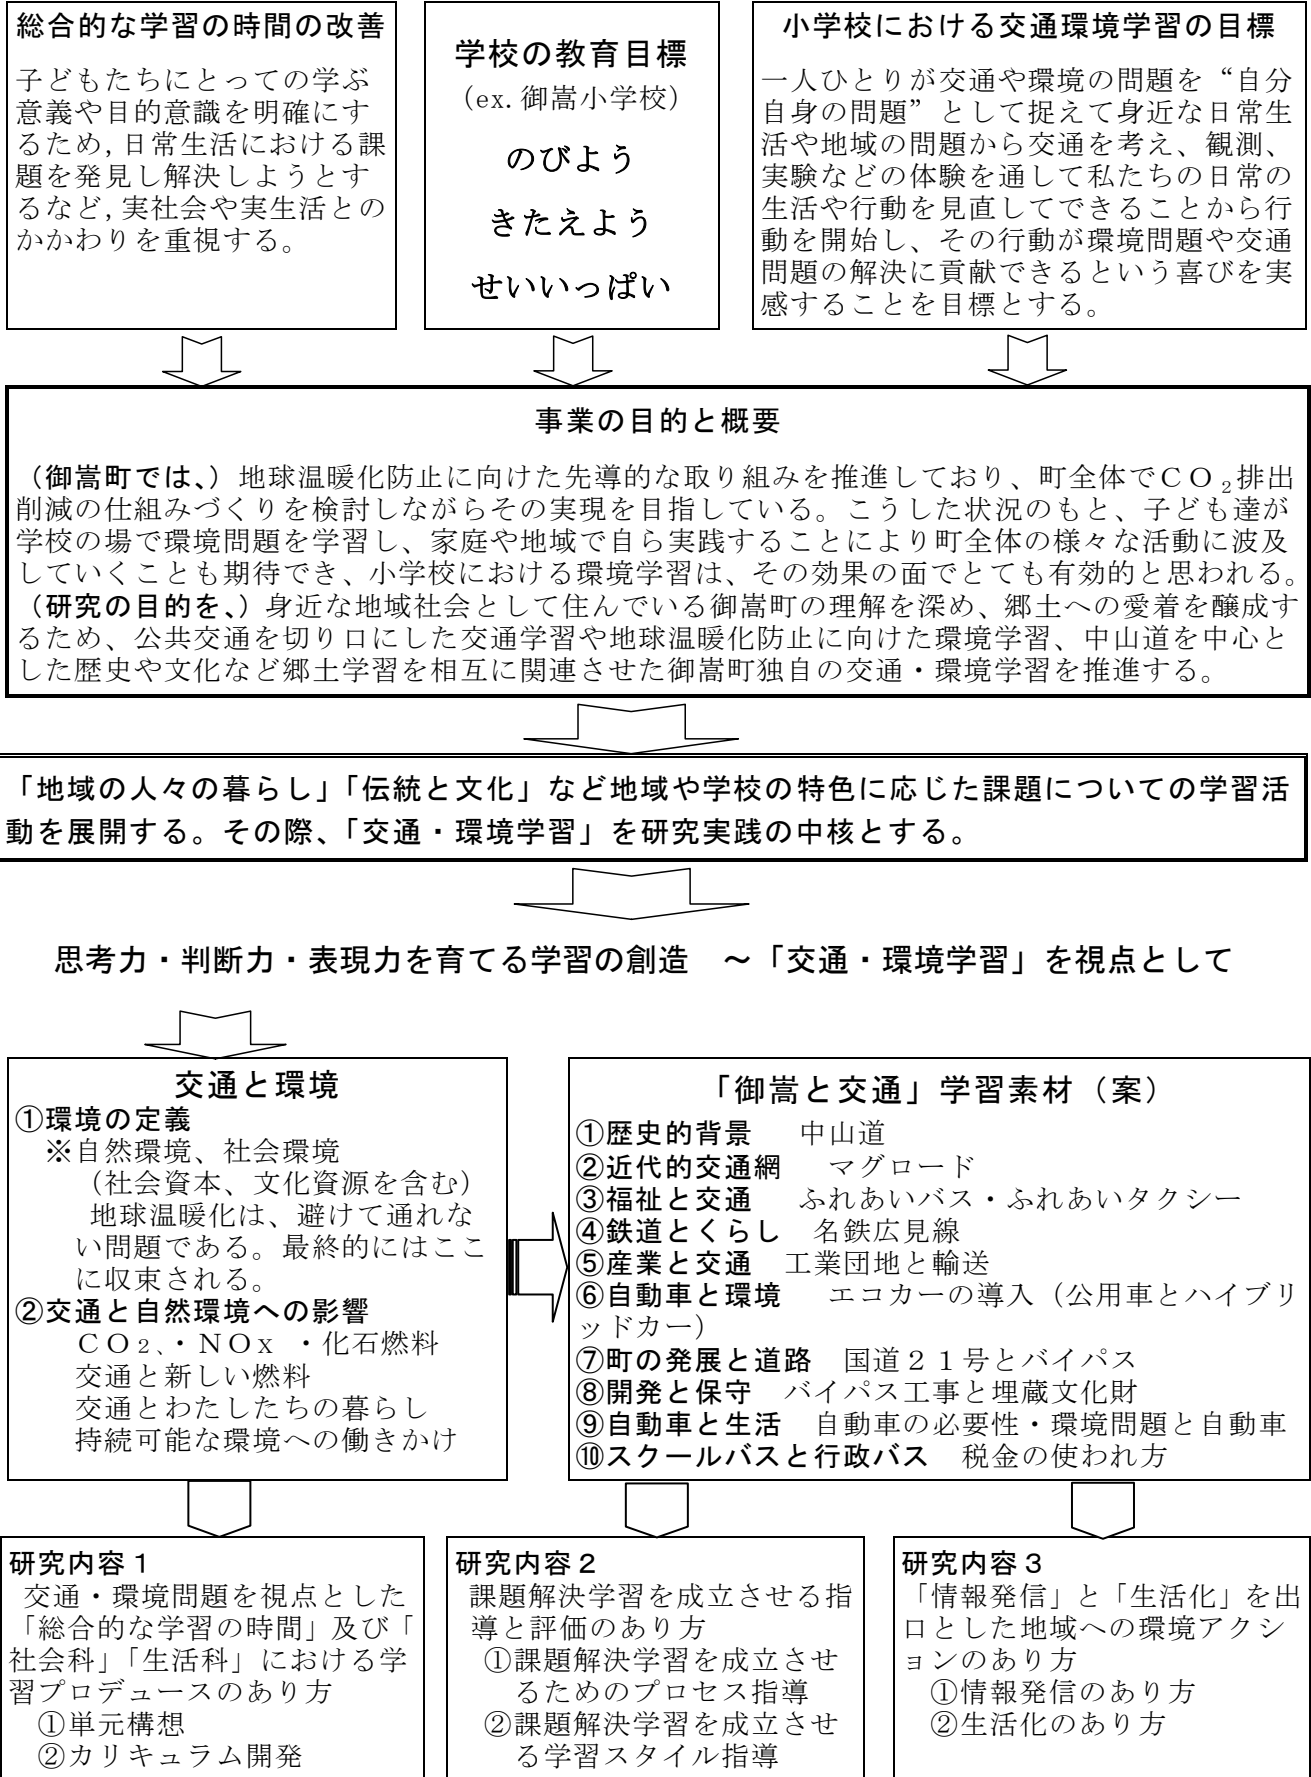 総合的な学習の時間の改善
子どもたちにとっての学ぶ
意義や目的意識を明確にす
るため,日常生活における課
題を発見し解決しようとす
るなど,実社会や実生活との
かかわりを重視する。
学校の教育目標
(ex.御嵩小学校)
のびよう
きたえよう
せいいっぱい
小学校における交通環境学習の目標
一人ひとりが交通や環境の問題を“自分
自身の問題”として捉えて身近な日常生
活や地域の問題から交通を考え、観測、
実験などの体験を通して私たちの日常の
生活や行動を見直してできることから行
動を開始し、その行動が環境問題や交通
問題の解決に貢献できるという喜びを実
感することを目標とする。
事業の目的と概要
(御嵩町では、)地球温暖化防止に向けた先導的な取り組みを推進しており、町全体でCO₂排出
削減の仕組みづくりを検討しながらその実現を目指している。こうした状況のもと、子ども達が
学校の場で環境問題を学習し、家庭や地域で自ら実践することにより町全体の様々な活動に波及
していくことも期待でき、小学校における環境学習は、その効果の面でとても有効的と思われる。
(研究の目的を、)身近な地域社会として住んでいる御嵩町の理解を深め、郷土への愛着を醸成す
るため、公共交通を切り口にした交通学習や地球温暖化防止に向けた環境学習、中山道を中心と
した歴史や文化など郷土学習を相互に関連させた御嵩町独自の交通・環境学習を推進する。
「地域の人々の暮らし」「伝統と文化」など地域や学校の特色に応じた課題についての学習活
動を展開する。その際、「交通・環境学習」を研究実践の中核とする。
思考力・判断力・表現力を育てる学習の創造 ～「交通・環境学習」を視点として
交通と環境
①環境の定義
※自然環境、社会環境
(社会資本、文化資源を含む)
地球温暖化は、避けて通れな
い問題である。最終的にはここ
に収束される。
②交通と自然環境への影響
CO₂、・NOx ・化石燃料
交通と新しい燃料
交通とわたしたちの暮らし
持続可能な環境への働きかけ
「御嵩と交通」学習素材(案)
①歴史的背景 中山道
②近代的交通網 マグロード
③福祉と交通 ふれあいバス・ふれあいタクシー
④鉄道とくらし 名鉄広見線
⑤産業と交通 工業団地と輸送
⑥自動車と環境 エコカーの導入(公用車とハイブリ
ッドカー)
⑦町の発展と道路 国道21号とバイパス
⑧開発と保守 バイパス工事と埋蔵文化財
⑨自動車と生活 自動車の必要性・環境問題と自動車
⑩スクールバスと行政バス 税金の使われ方
研究内容1
交通・環境問題を視点とした
「総合的な学習の時間」及び「
社会科」「生活科」における学
習プロデュースのあり方
①単元構想
②カリキュラム開発
研究内容2
課題解決学習を成立させる指
導と評価のあり方
①課題解決学習を成立させ
るためのプロセス指導
②課題解決学習を成立させ
る学習スタイル指導
研究内容3
「情報発信」と「生活化」を出
口とした地域への環境アクシ
ョンのあり方
①情報発信のあり方
②生活化のあり方